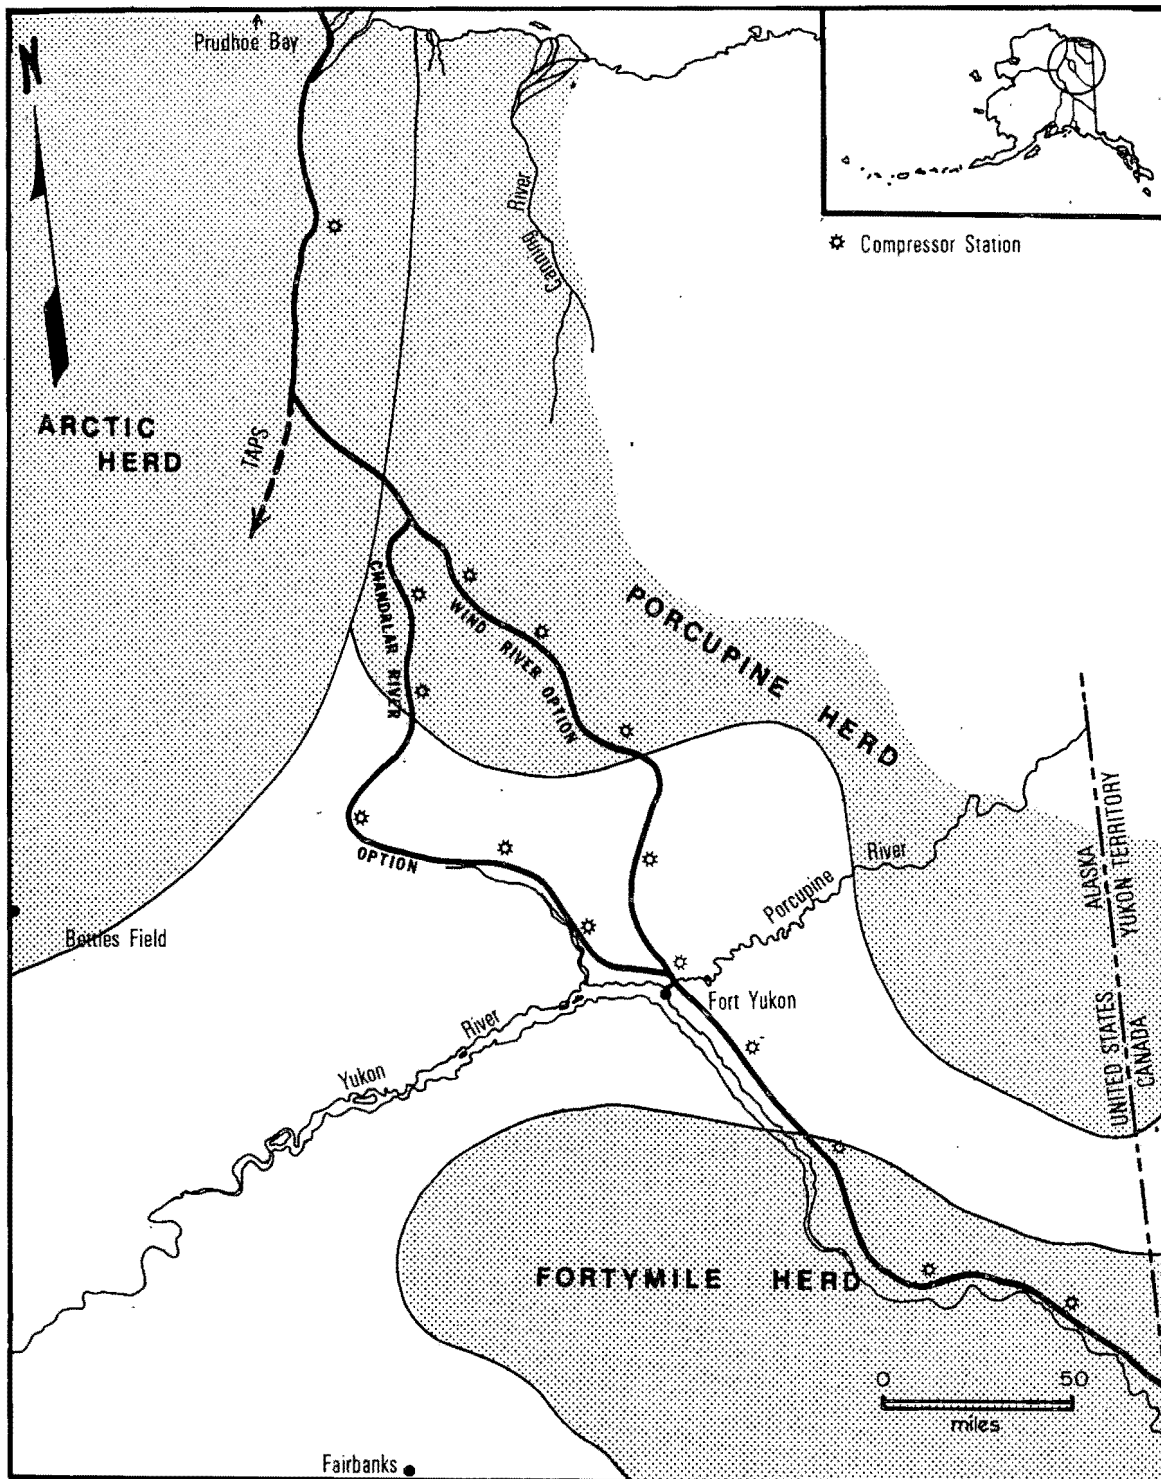 Prudhoe Bay
N
Compressor Station
River
Canning
ARCTIC
HERD
TAPS
CHANDALAR RIVER
OPTION
WIND RIVER OPTION
PORCUPINE HERD
Porcupine
River
ALASKA
YUKON TERRITORY
UNITED STATES
CANADA
Bettles Field
Fort Yukon
Yukon
River
FORTYMILE HERD
0 50
miles
Fairbanks